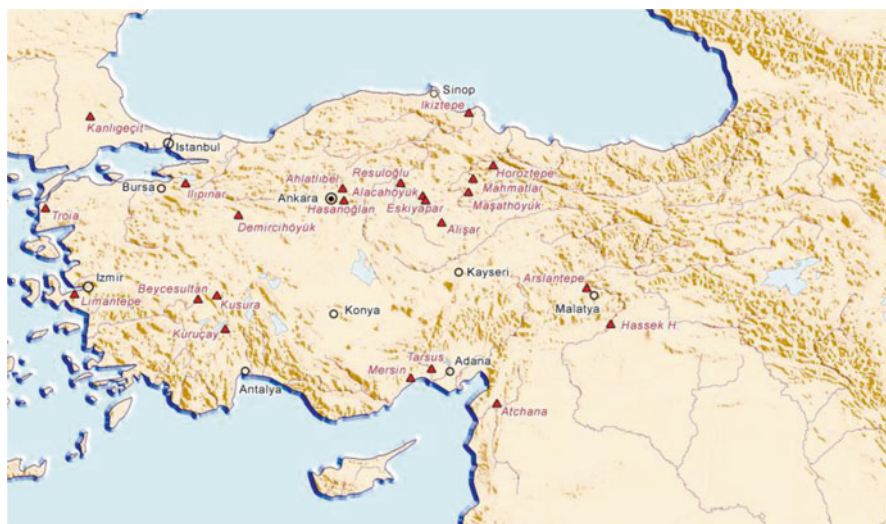 Sinop
Ikiztepe
Kanlıgeçit
Istanbul
Horoztepe
Resuloğlu
Ahlatlıbel
Mahmatlar
Bursa
Ilıpınar
Alacahöyük
Ankara
Maşathöyük
Hasanoğlan
Eskiyapar
Troia
Demircihöyük
Alişar
Kayseri
Arslantepe
Izmir
Beycesultan
Limantepe
Kusura
Malatya
Konya
Kuruçay
Hassek H.
Tarsus
Adana
Mersin
Antalya
Atchana